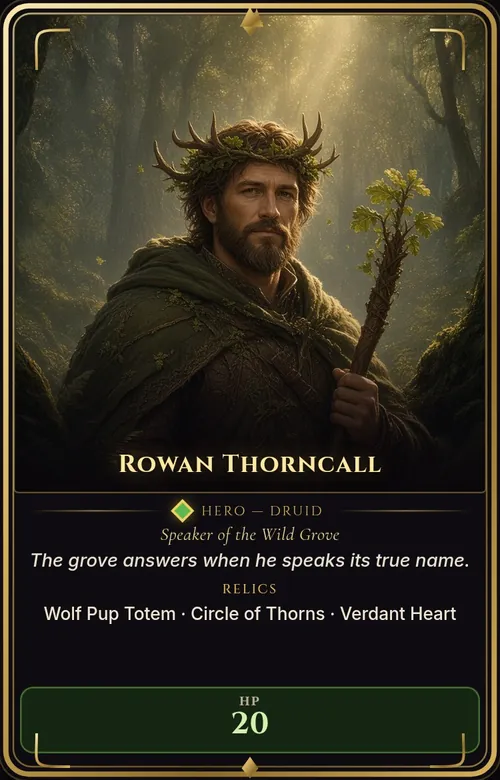 Rowan Thorncall
HERO — DRUID
Speaker of the Wild Grove
The grove answers when he speaks its true name.
RELICS
Wolf Pup Totem · Circle of Thorns · Verdant Heart
HP
20